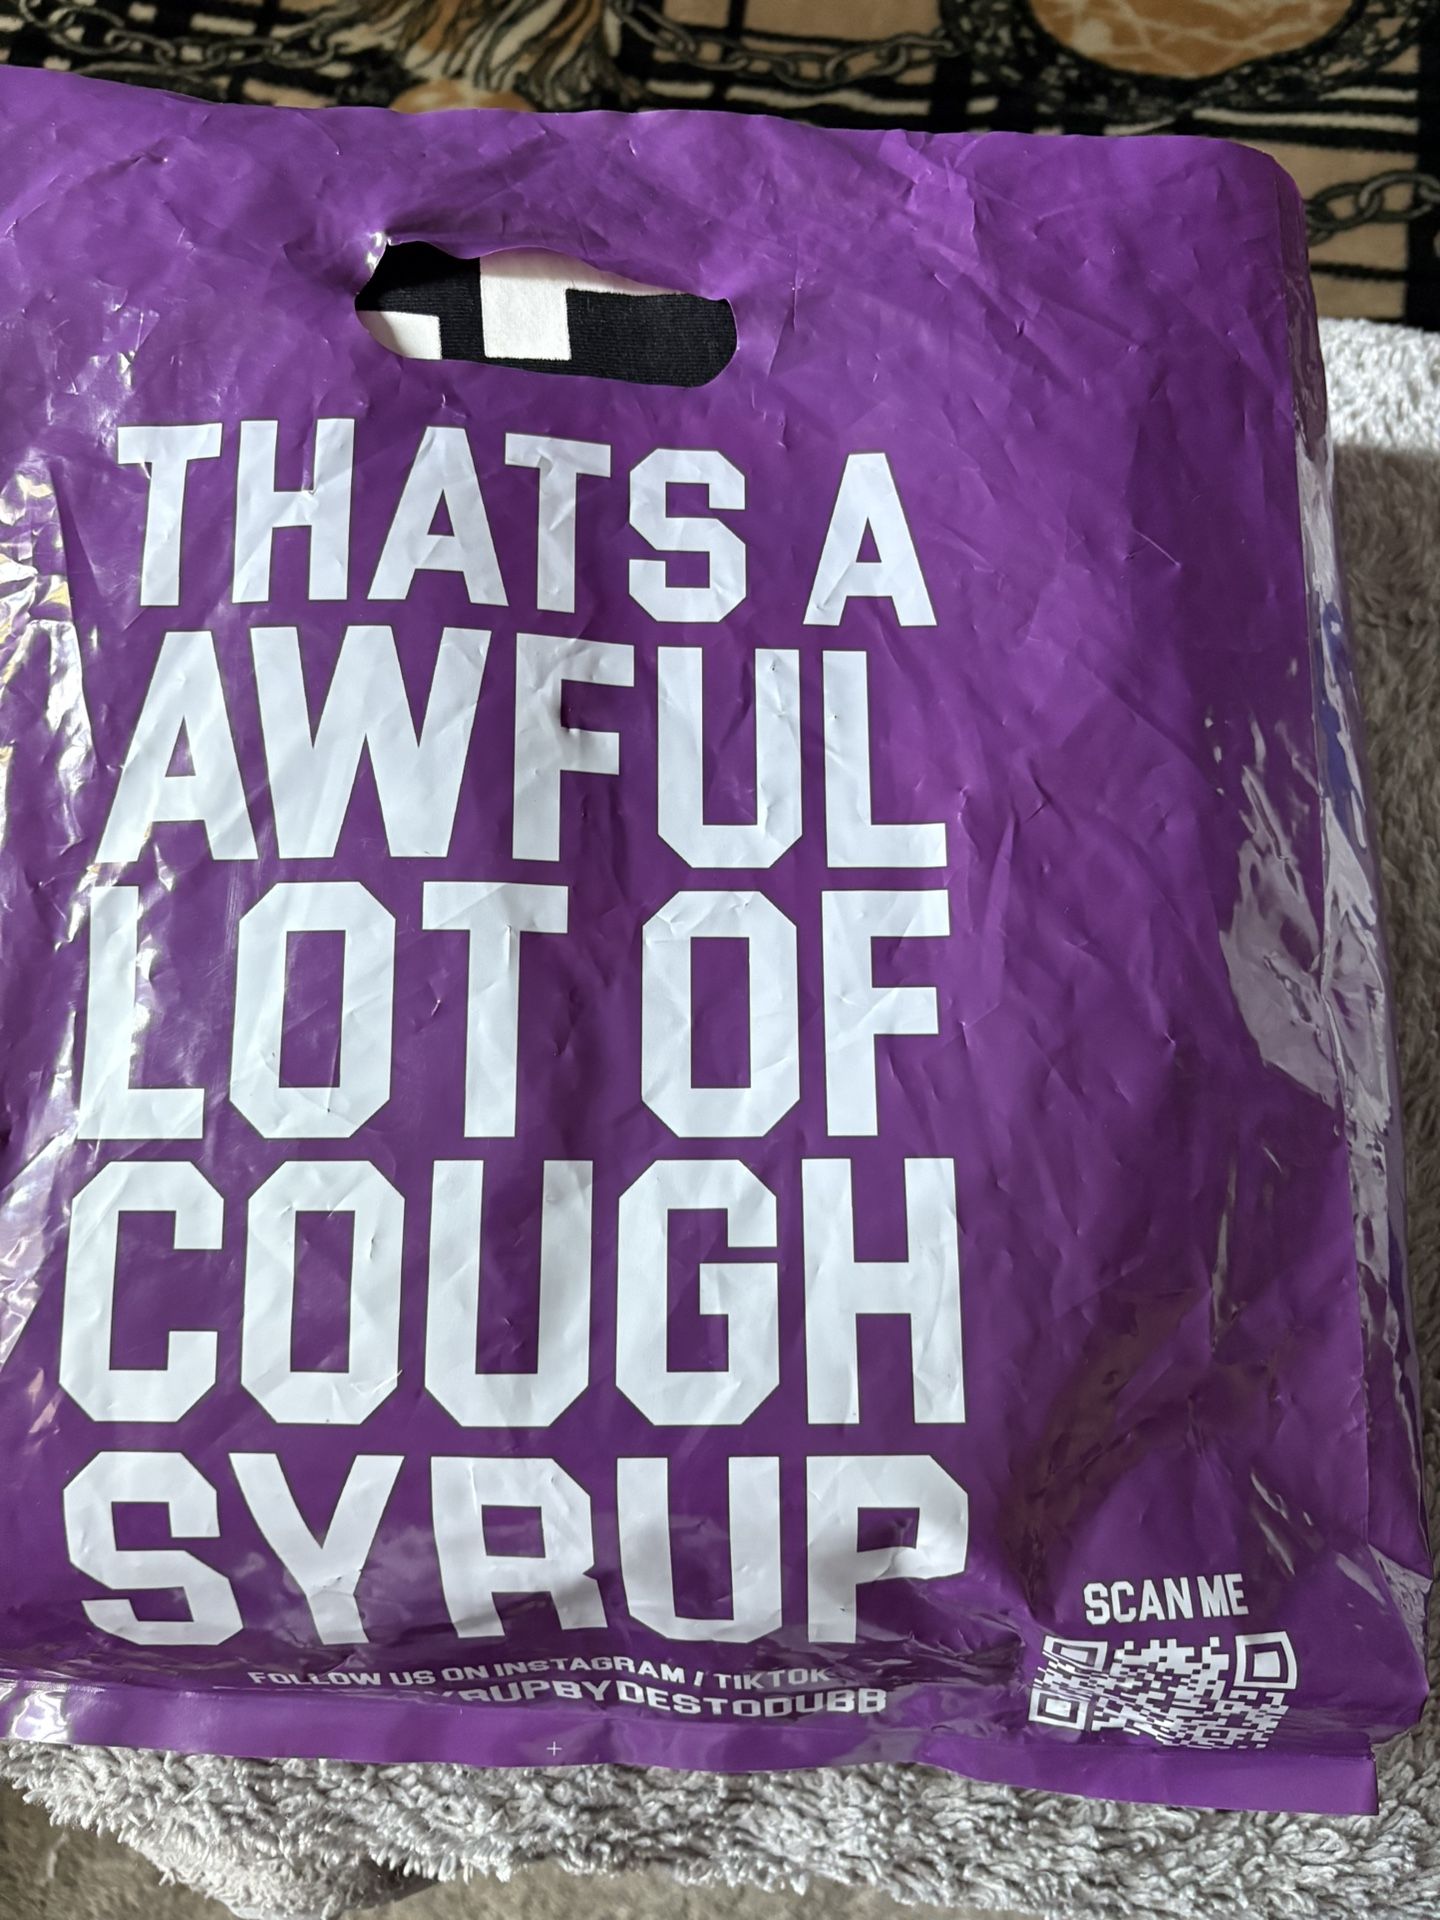 THATS A
AWFUL
LOT OF
COUGH
SYRUP
SCAN ME
FOLLOW US ON INSTAGRAM / TIKTOK